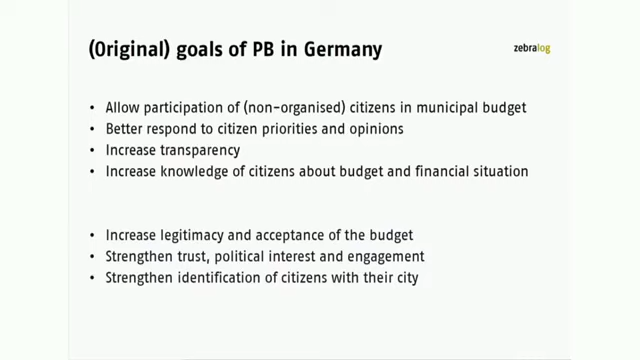 (Original) goals of PB in Germany
zebralog
• Allow participation of (non-organised) citizens in municipal budget
• Better respond to citizen priorities and opinions
• Increase transparency
• Increase knowledge of citizens about budget and financial situation
• Increase legitimacy and acceptance of the budget
• Strengthen trust, political interest and engagement
• Strengthen identification of citizens with their city